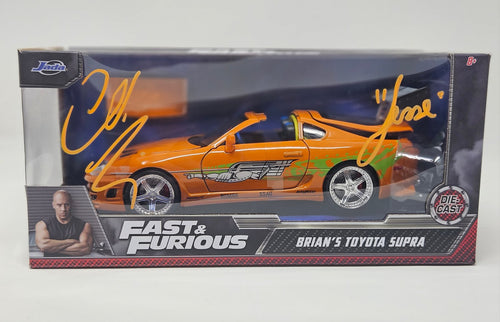 Jada
8+
"Jesse"
FAST &
FURIOUS
BRIAN'S TOYOTA SUPRA
DIE-
CAST